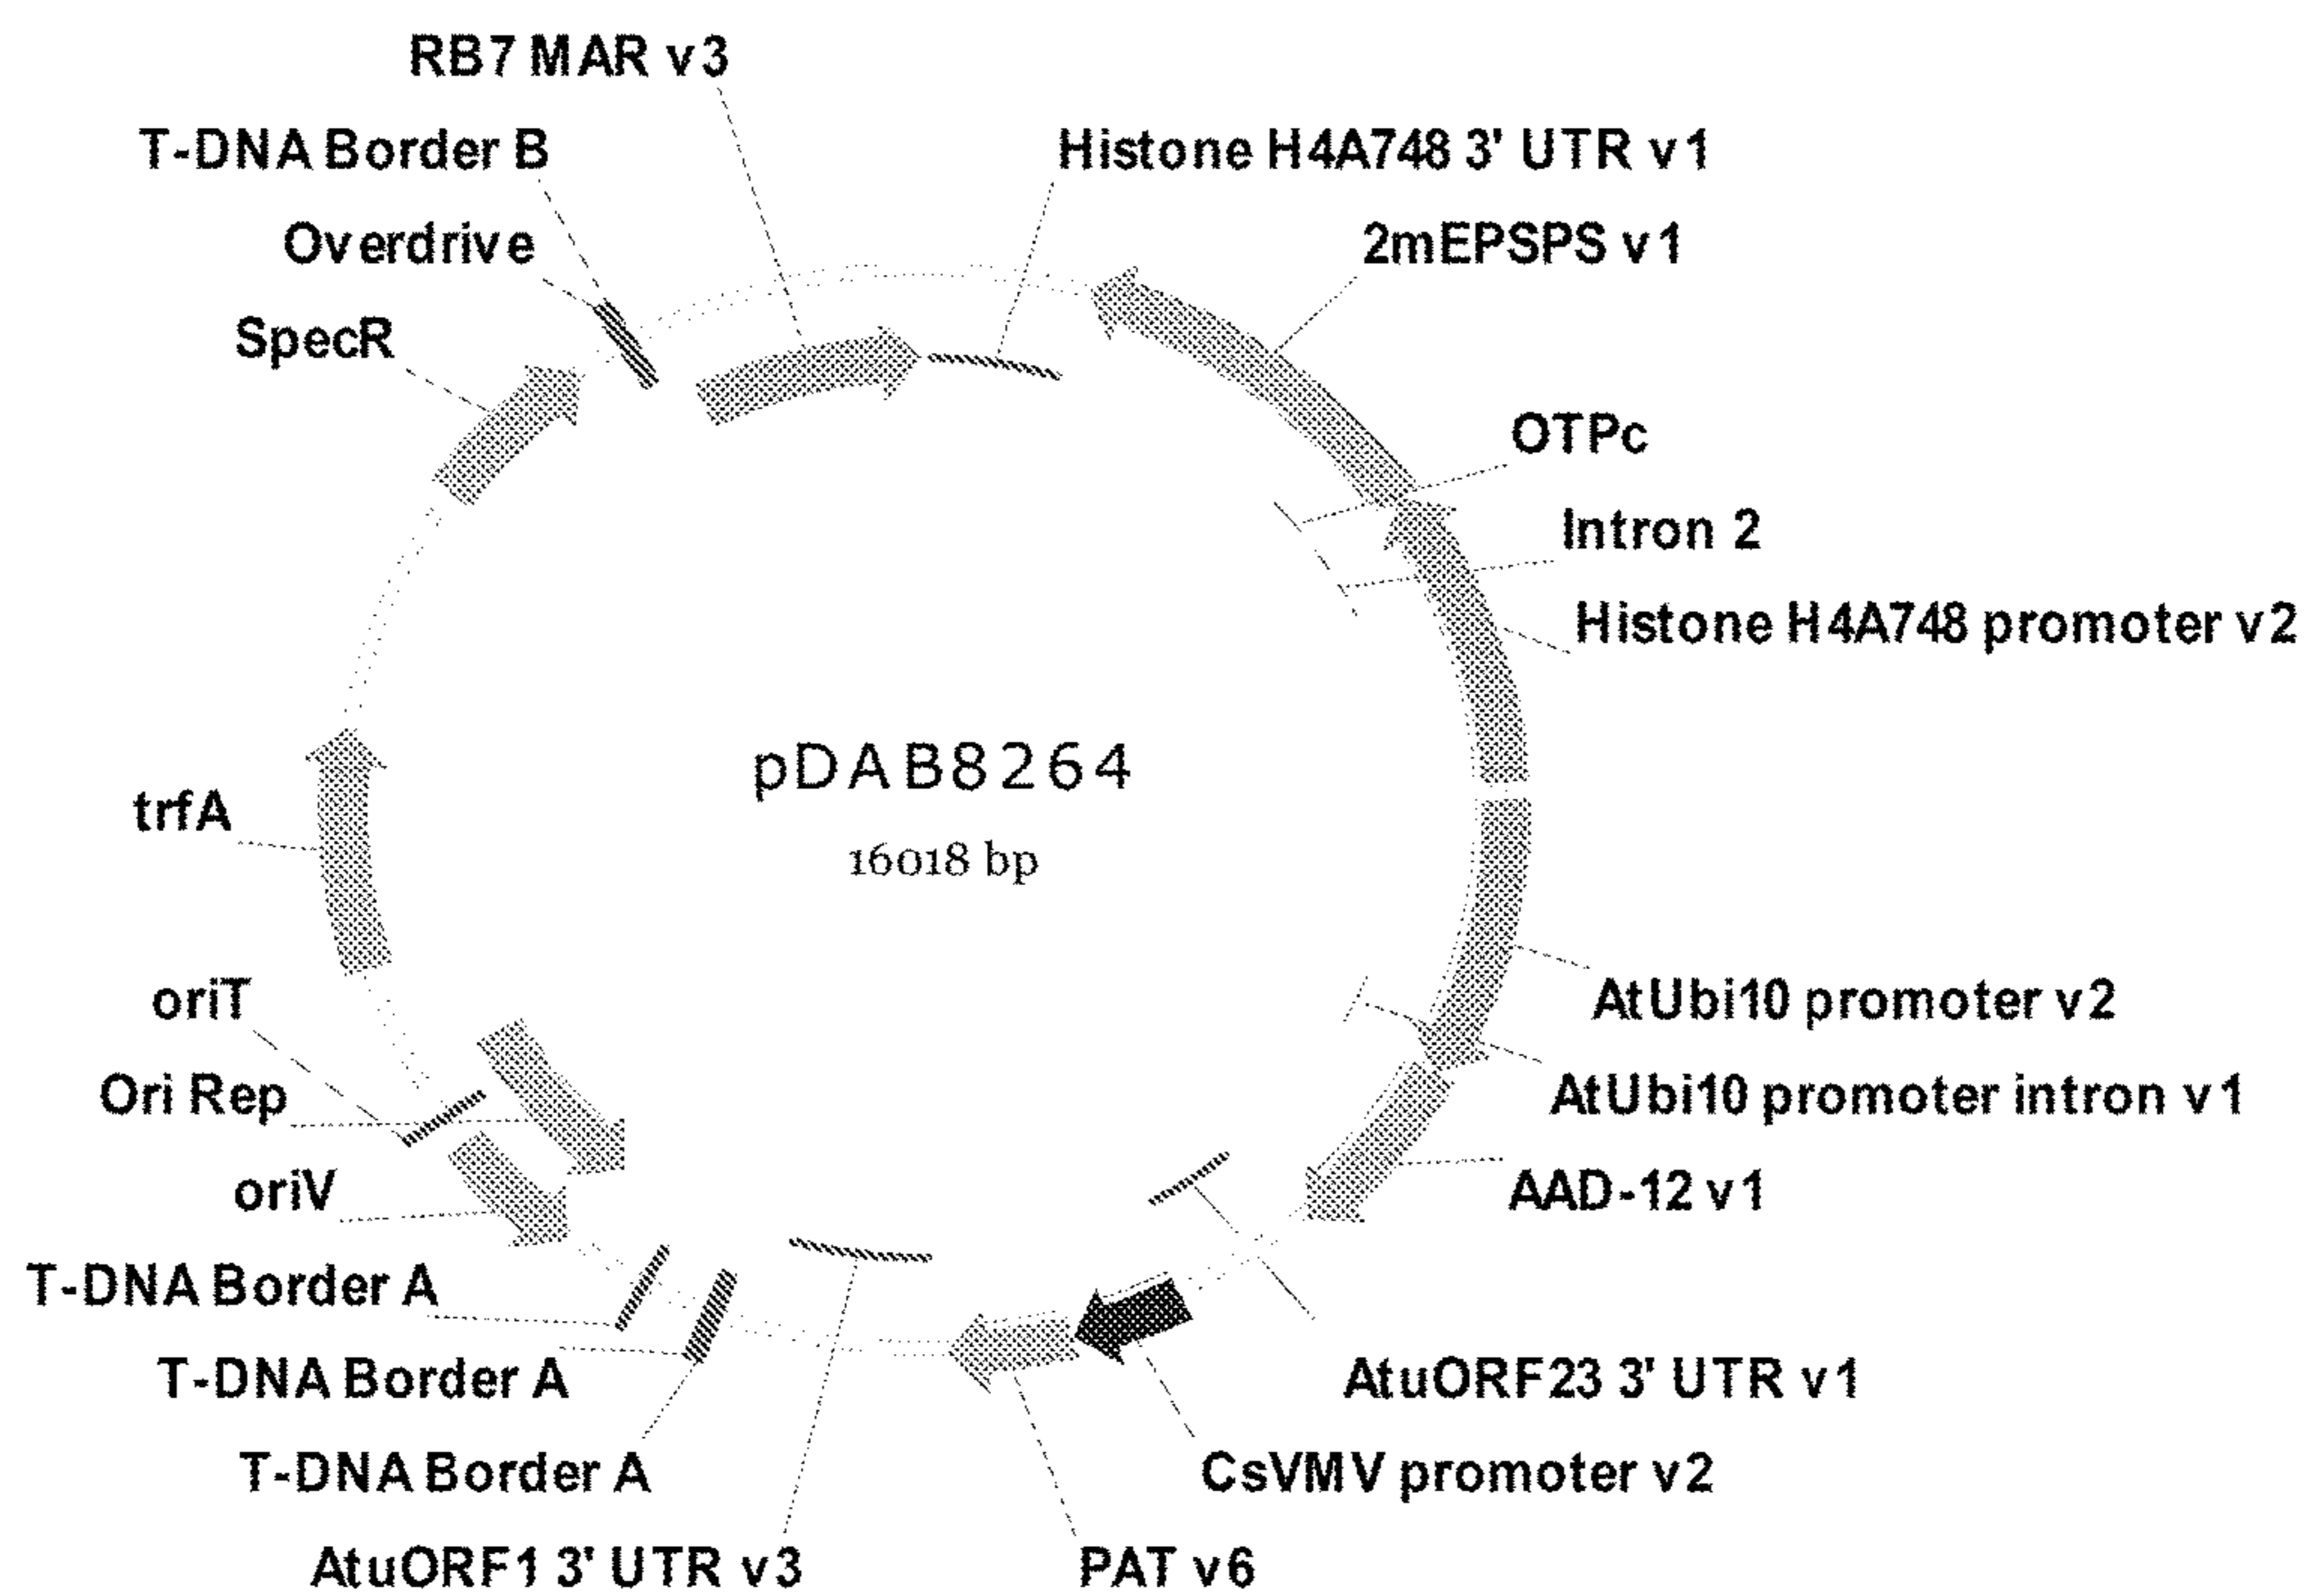 RB7 MAR v3
T-DNA Border B
Histone H4A748 3' UTR v1
Overdrive
2mEPSPS v1
SpecR
OTPc
Intron 2
Histone H4A748 promoter v2
pDAB8264
trfA
16018 bp
oriT
AtUbi10 promoter v2
Ori Rep
AtUbi10 promoter intron v1
oriV
AAD-12 v1
T-DNA Border A
T-DNA Border A
AtuORF23 3' UTR v1
T-DNA Border A
CsVMV promoter v2
AtuORF1 3' UTR v3
PAT v6